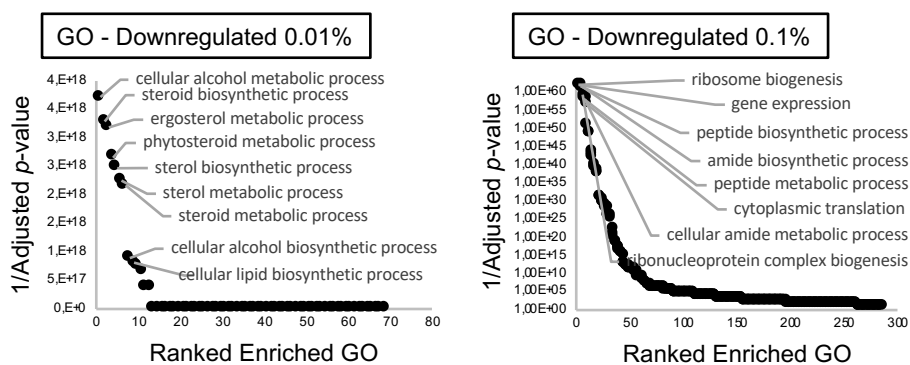 GO - Downregulated 0.01%
4,E+18
4,E+18
3,E+18
3,E+18
2,E+18
2,E+18
1,E+18
5,E+17
0,E+0
1/Adjusted p-value
cellular alcohol metabolic process
steroid biosynthetic process
ergosterol metabolic process
phytosteroid metabolic process
sterol biosynthetic process
sterol metabolic process
steroid metabolic process
cellular alcohol biosynthetic process
cellular lipid biosynthetic process
0 10 20 30 40 50 60 70 80
Ranked Enriched GO
GO - Downregulated 0.1%
1,00E+60
1,00E+55
1,00E+50
1,00E+45
1,00E+40
1,00E+35
1,00E+30
1,00E+25
1,00E+20
1,00E+15
1,00E+10
1,00E+05
1,00E+00
1/Adjusted p-value
ribosome biogenesis
gene expression
peptide biosynthetic process
amide biosynthetic process
peptide metabolic process
cytoplasmic translation
cellular amide metabolic process
ribonucleoprotein complex biogenesis
0 50 100 150 200 250 300
Ranked Enriched GO